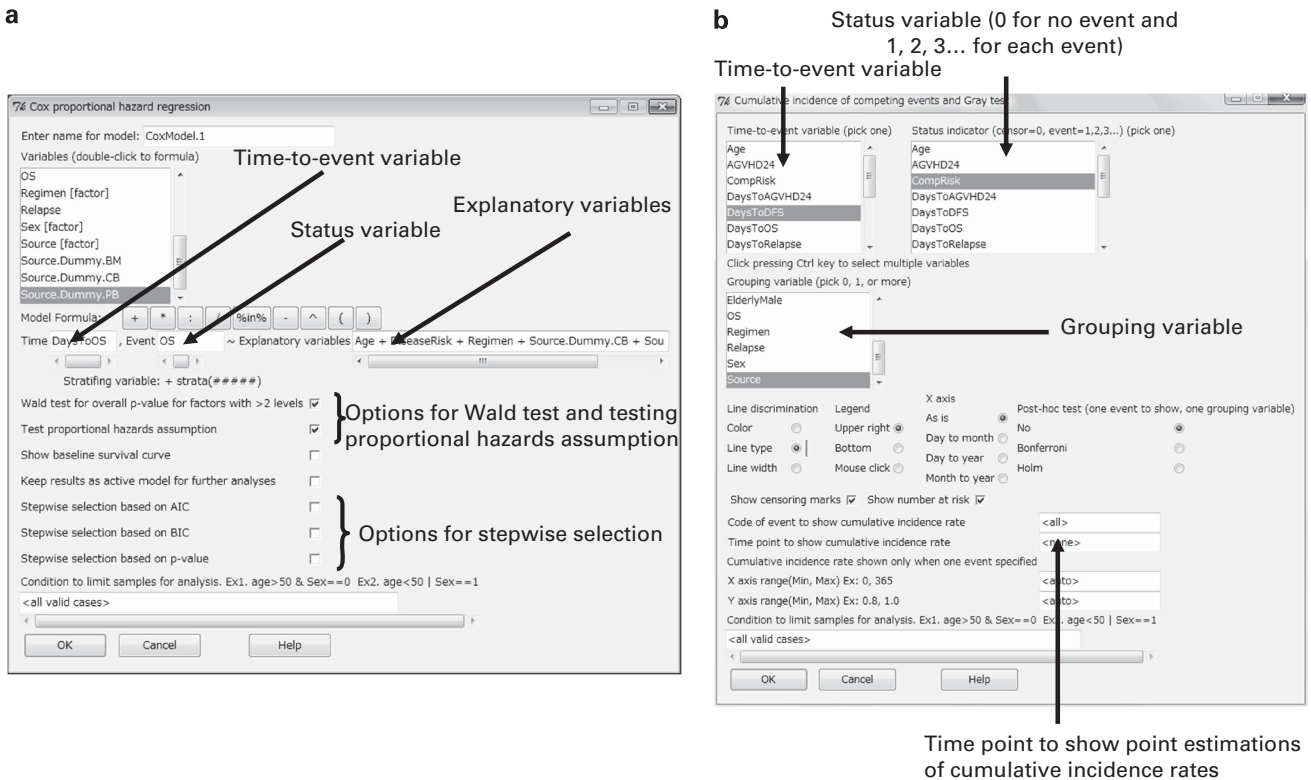 a
Cox proportional hazard regression
Enter name for model: CoxModel.1
Variables (double-click to formula)
Time-to-event variable
OS
Regimen [factor]
Relapse
Sex [factor]
Source [factor]
Source.Dummy.BM
Source.Dummy.CB
Source.Dummy.PB
Explanatory variables
Status variable
Model Formula: + * : / %in% - ^ ( )
Time DaysToOS , Event OS ~ Explanatory variables Age + DiseaseRisk + Regimen + Source.Dummy.CB + Sou
Stratifing variable: + strata(#####)
Wald test for overall p-value for factors with >2 levels
Test proportional hazards assumption
Options for Wald test and testing
proportional hazards assumption
Show baseline survival curve
Keep results as active model for further analyses
Stepwise selection based on AIC
Stepwise selection based on BIC
Stepwise selection based on p-value
Options for stepwise selection
Condition to limit samples for analysis. Ex1. age>50 & Sex==0 Ex2. age<50 | Sex==1
<all valid cases>
OK Cancel Help
b
Status variable (0 for no event and
1, 2, 3... for each event)
Time-to-event variable
Cumulative incidence of competing events and Gray test
Time-to-event variable (pick one)
Age
AGVHD24
CompRisk
DaysToAGVHD24
DaysToDFS
DaysToOS
DaysToRelapse
Status indicator (censor=0, event=1,2,3...) (pick one)
Age
AGVHD24
CompRisk
DaysToAGVHD24
DaysToDFS
DaysToOS
DaysToRelapse
Click pressing Ctrl key to select multiple variables
Grouping variable (pick 0, 1, or more)
ElderlyMale
OS
Regimen
Relapse
Sex
Source
Grouping variable
Line discrimination
Color
Line type
Line width
Legend
Upper right
Bottom
Mouse click
X axis
As is
Day to month
Day to year
Month to year
Post-hoc test (one event to show, one grouping variable)
No
Bonferroni
Holm
Show censoring marks Show number at risk
Code of event to show cumulative incidence rate <all>
Time point to show cumulative incidence rate <none>
Cumulative incidence rate shown only when one event specified
X axis range(Min, Max) Ex: 0, 365 <auto>
Y axis range(Min, Max) Ex: 0.8, 1.0 <auto>
Condition to limit samples for analysis. Ex1. age>50 & Sex==0 Ex2. age<50 | Sex==1
<all valid cases>
OK Cancel Help
Time point to show point estimations
of cumulative incidence rates